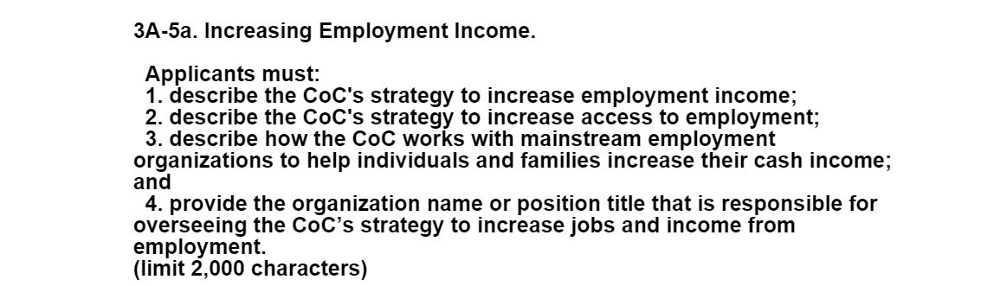 3A-5a. Increasing Employment Income.
Applicants must:
1. describe the CoC's strategy to increase employment income;
2. describe the CoC's strategy to increase access to employment;
3. describe how the CoC works with mainstream employment
organizations to help individuals and families increase their cash income;
and
4. provide the organization name or position title that is responsible for
overseeing the CoC’s strategy to increase jobs and income from
employment.
(limit 2,000 characters)